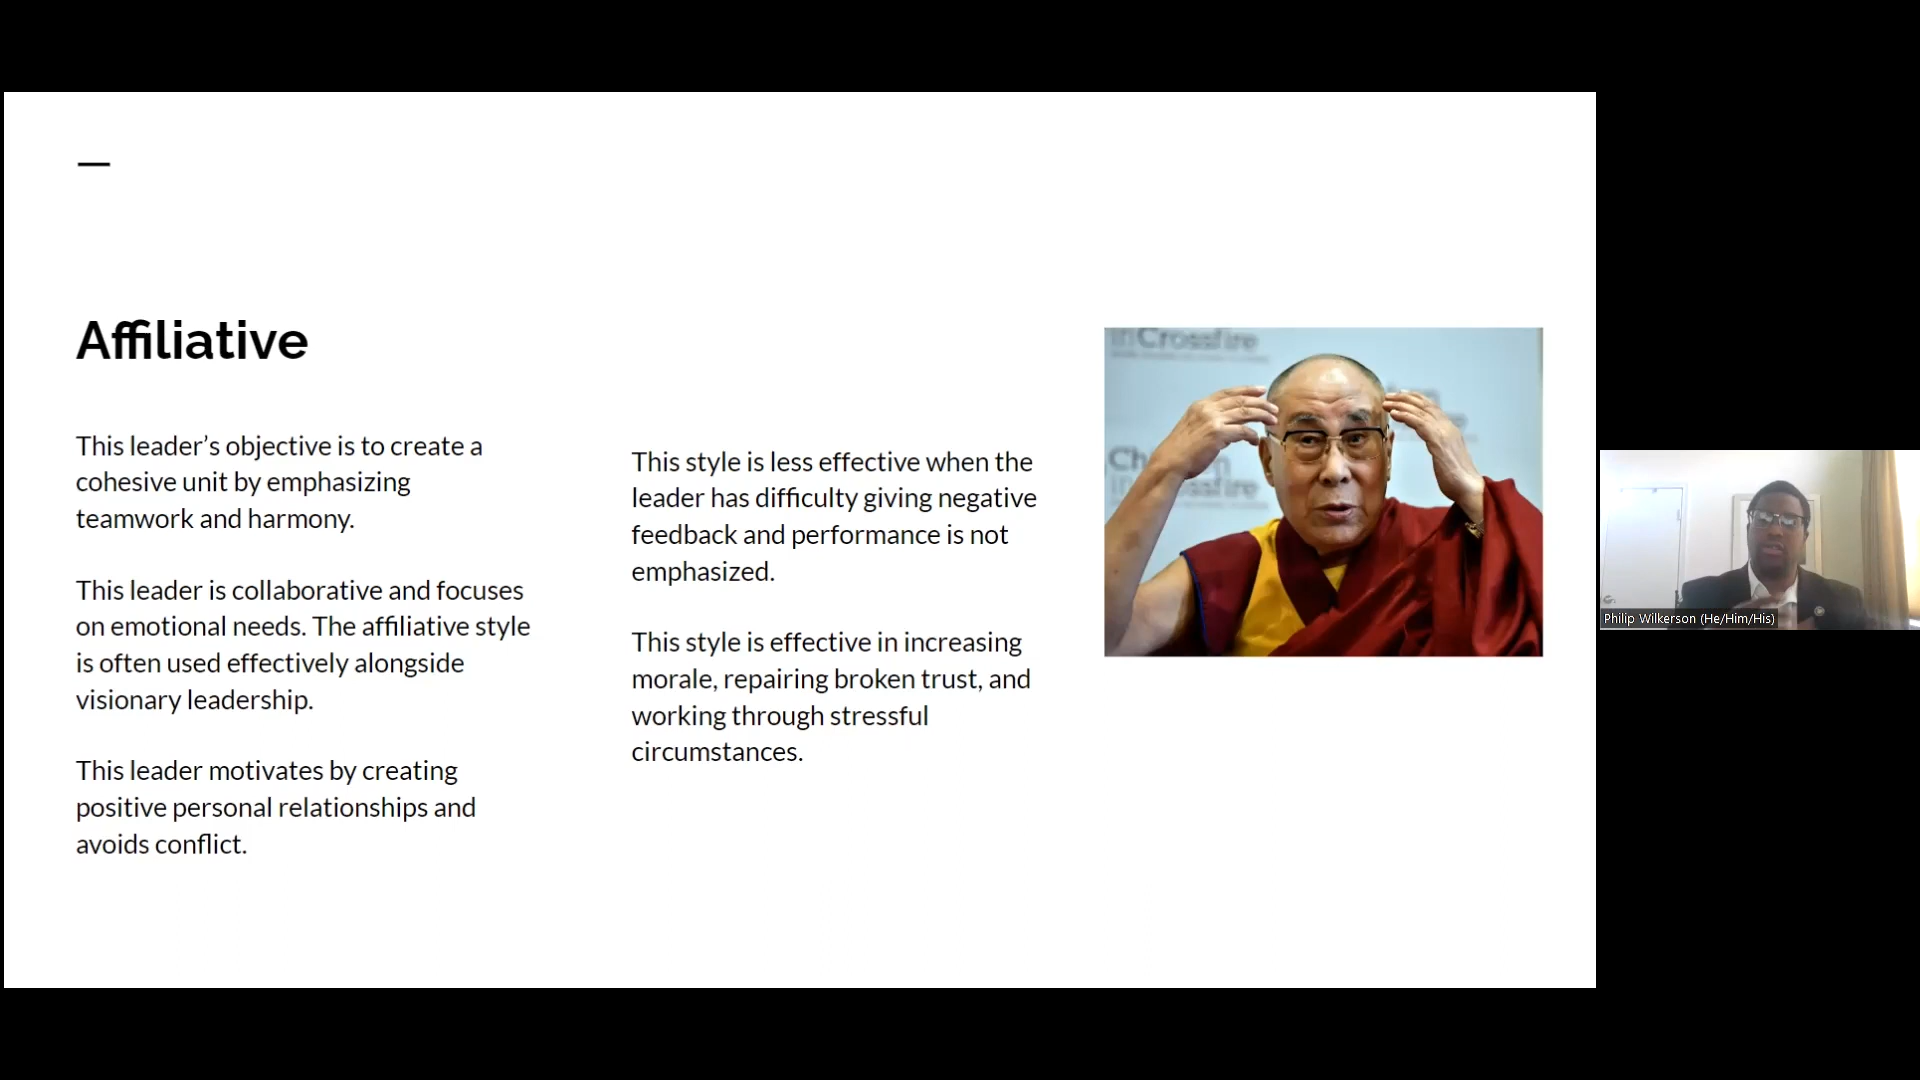 Affiliative
This leader’s objective is to create a
cohesive unit by emphasizing
teamwork and harmony.
This leader is collaborative and focuses
on emotional needs. The affiliative style
is often used effectively alongside
visionary leadership.
This leader motivates by creating
positive personal relationships and
avoids conflict.
This style is less effective when the
leader has difficulty giving negative
feedback and performance is not
emphasized.
This style is effective in increasing
morale, repairing broken trust, and
working through stressful
circumstances.
inCrossfire
Ch
inCrossfire
Philip Wilkerson (He/Him/His)